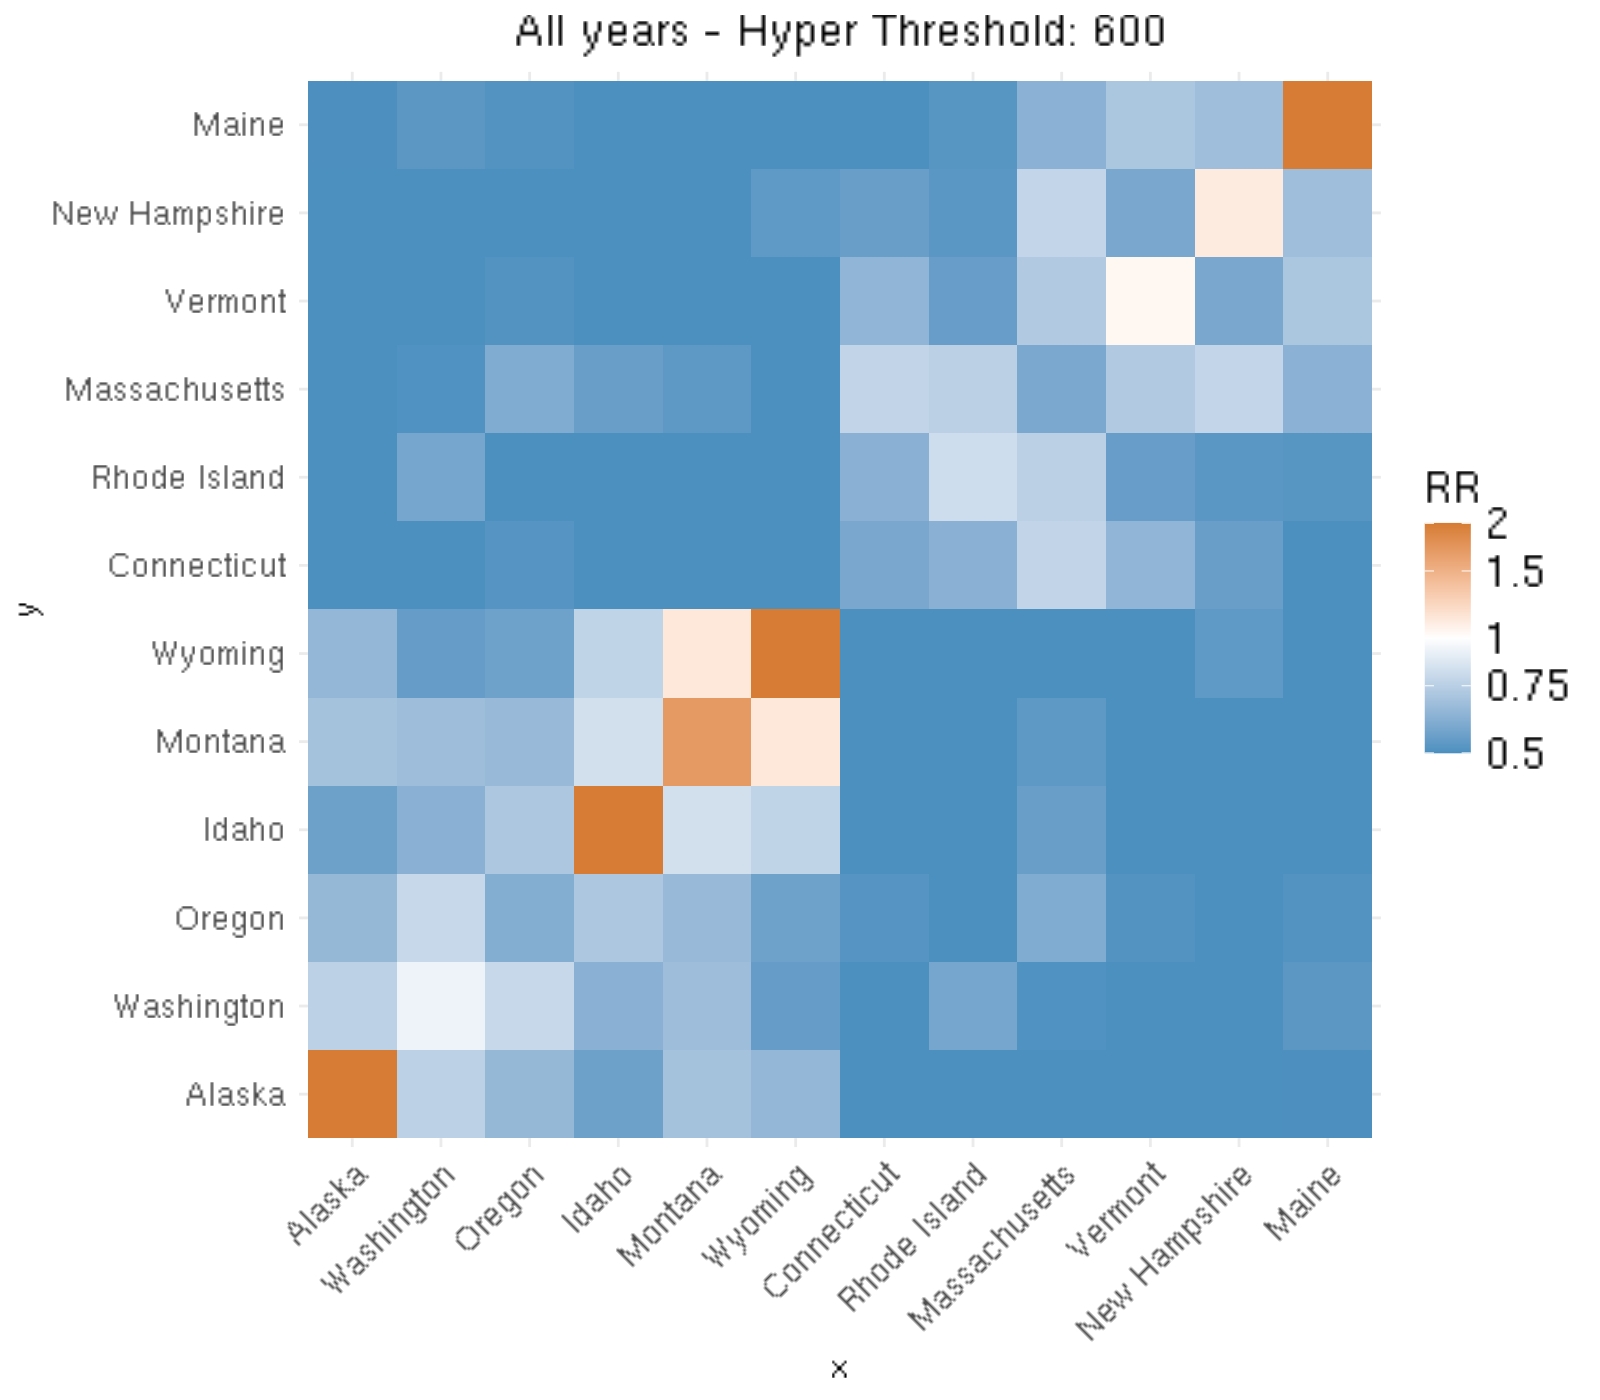 All years - Hyper Threshold: 600
Maine
New Hampshire
Vermont
Massachusetts
Rhode Island
Connecticut
Wyoming
Montana
Idaho
Oregon
Washington
Alaska
y
Alaska
Washington
Oregon
Idaho
Montana
Wyoming
Connecticut
Rhode Island
Massachusetts
Vermont
New Hampshire
Maine
x
RR
2
1.5
1
0.75
0.5